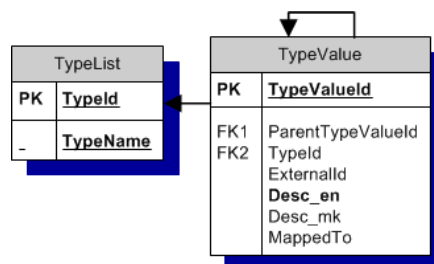 TypeList
PK TypeId
_ TypeName
TypeValue
PK TypeValueId
FK1 ParentTypeValueId
FK2 TypeId
ExternalId
Desc_en
Desc_mk
MappedTo